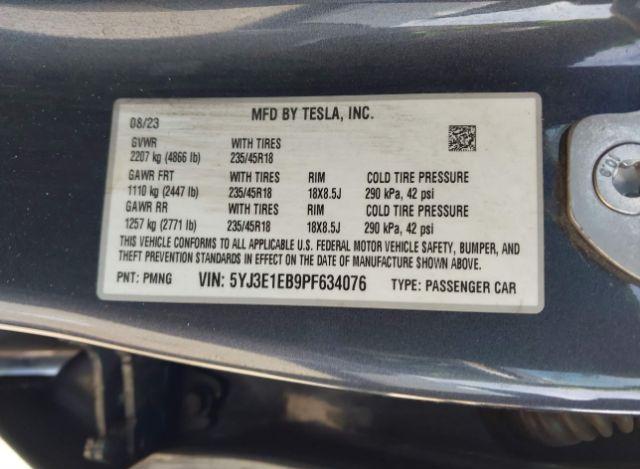 MFD BY TESLA, INC.
08/23
GVWR WITH TIRES
2207 kg (4866 lb) 235/45R18
GAWR FRT WITH TIRES RIM COLD TIRE PRESSURE
1110 kg (2447 lb) 235/45R18 18X8.5J 290 kPa, 42 psi
GAWR RR WITH TIRES RIM COLD TIRE PRESSURE
1257 kg (2771 lb) 235/45R18 18X8.5J 290 kPa, 42 psi
THIS VEHICLE CONFORMS TO ALL APPLICABLE U.S. FEDERAL MOTOR VEHICLE SAFETY, BUMPER, AND
THEFT PREVENTION STANDARDS IN EFFECT ON THE DATE OF MANUFACTURE SHOWN ABOVE.
PNT: PMNG VIN: 5YJ3E1EB9PF634076 TYPE: PASSENGER CAR